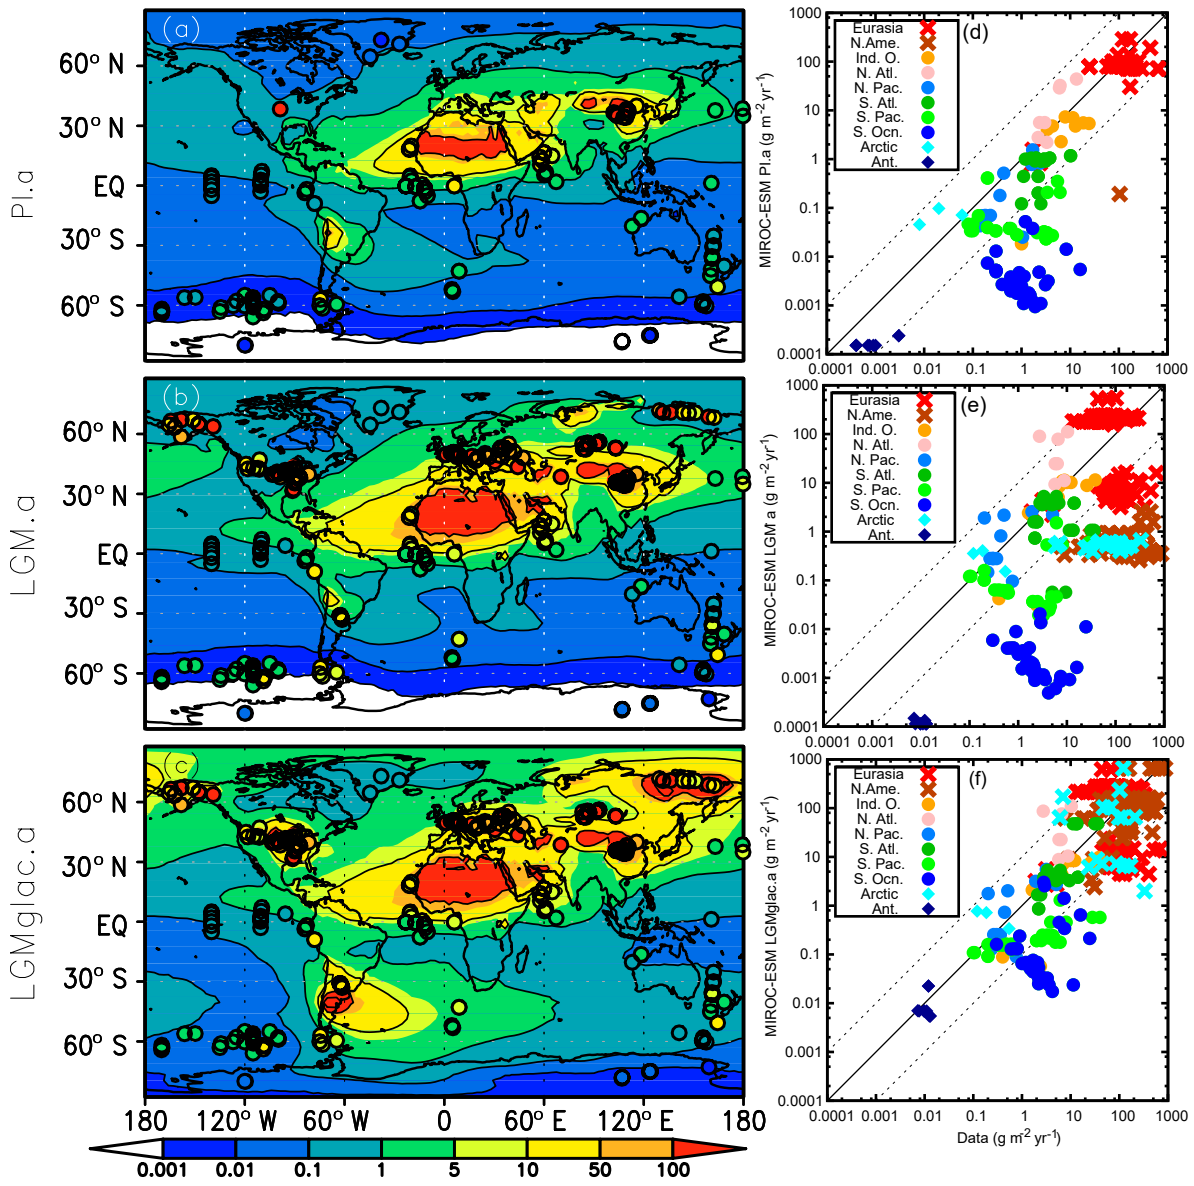 (a)
60° N
30° N
EQ
30° S
60° S
PI.a
(b)
60° N
30° N
EQ
30° S
60° S
LGM.a
(c)
60° N
30° N
EQ
30° S
60° S
LGMglac.a
180 120° W 60° W 0 60° E 120° E 180
0.001 0.01 0.1 1 5 10 50 100
(d)
Eurasia
N.Ame.
Ind. O.
N. Atl.
N. Pac.
S. Atl.
S. Pac.
S. Ocn.
Arctic
Ant.
1000
100
10
1
0.1
0.01
0.001
0.0001
MIROC-ESM PI.a (g m⁻² yr⁻¹)
0.0001 0.001 0.01 0.1 1 10 100 1000
(e)
Eurasia
N.Ame.
Ind. O.
N. Atl.
N. Pac.
S. Atl.
S. Pac.
S. Ocn.
Arctic
Ant.
1000
100
10
1
0.1
0.01
0.001
0.0001
MIROC-ESM LGM a (g m⁻² yr⁻¹)
0.0001 0.001 0.01 0.1 1 10 100 1000
(f)
Eurasia
N.Ame.
Ind. O.
N. Atl.
N. Pac.
S. Atl.
S. Pac.
S. Ocn.
Arctic
Ant.
1000
100
10
1
0.1
0.01
0.001
0.0001
MIROC-ESM LGMglac.a (g m⁻² yr⁻¹)
0.0001 0.001 0.01 0.1 1 10 100 1000
Data (g m⁻² yr⁻¹)